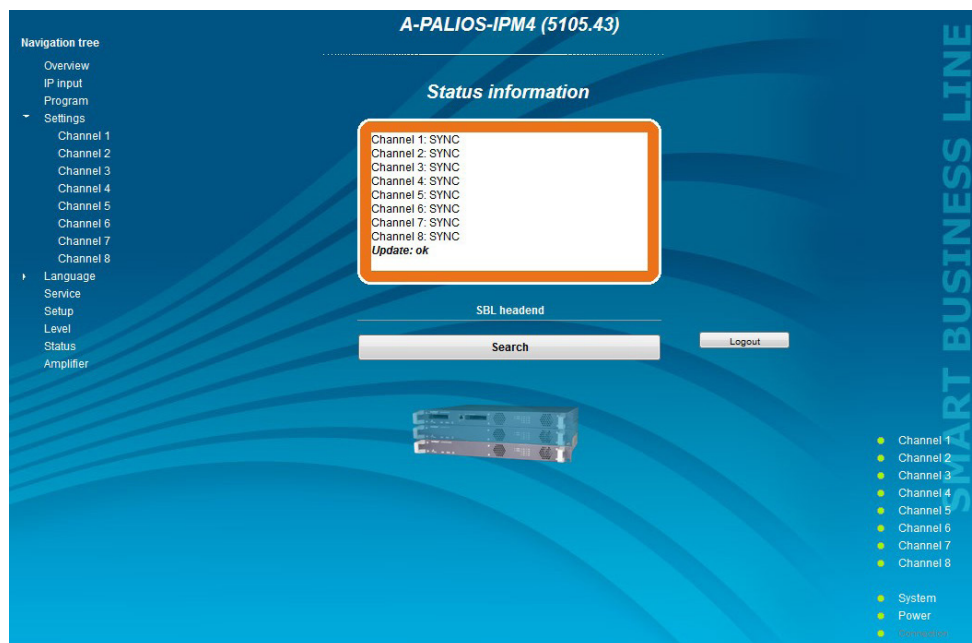 A-PALIOS-IPM4 (5105.43)
Navigation tree
Overview
IP input
Program
Settings
Channel 1
Channel 2
Channel 3
Channel 4
Channel 5
Channel 6
Channel 7
Channel 8
Language
Service
Setup
Level
Status
Amplifier
Status information
Channel 1: SYNC
Channel 2: SYNC
Channel 3: SYNC
Channel 4: SYNC
Channel 5: SYNC
Channel 6: SYNC
Channel 7: SYNC
Channel 8: SYNC
Update: ok
SBL headend
Search
Logout
SMART BUSINESS LINE
Channel 1
Channel 2
Channel 3
Channel 4
Channel 5
Channel 6
Channel 7
Channel 8
System
Power
Connection